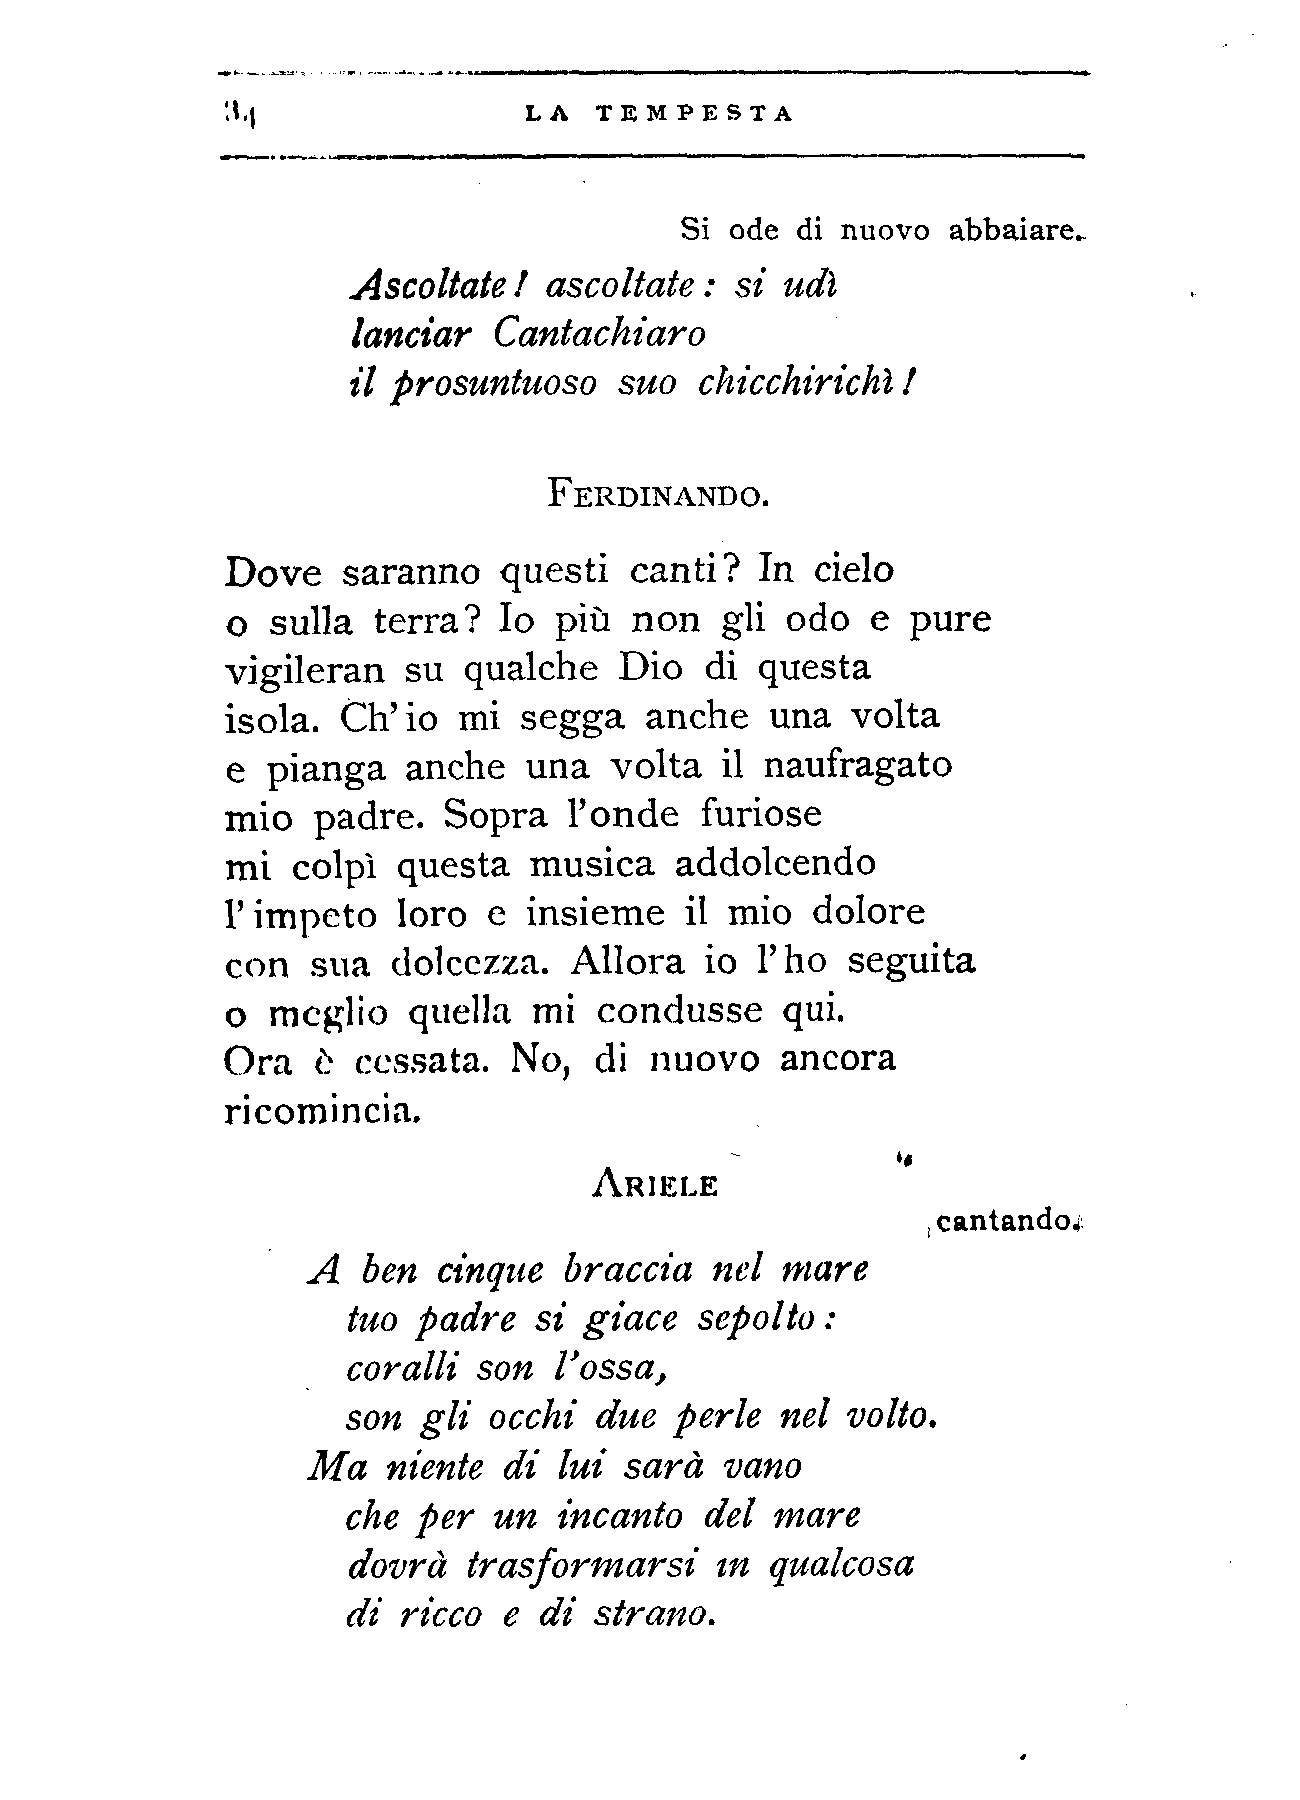 34 LA TEMPESTA
Si ode di nuovo abbaiare.
Ascoltate! ascoltate: si udì
lanciar Cantachiaro
il prosuntuoso suo chicchirichì!
FERDINANDO.
Dove saranno questi canti? In cielo
o sulla terra? Io più non gli odo e pure
vigileran su qualche Dio di questa
isola. Ch'io mi segga anche una volta
e pianga anche una volta il naufragato
mio padre. Sopra l'onde furiose
mi colpì questa musica addolcendo
l'impeto loro e insieme il mio dolore
con sua dolcezza. Allora io l'ho seguita
o meglio quella mi condusse qui.
Ora è cessata. No, di nuovo ancora
ricomincia.
ARIELE
cantando.
A ben cinque braccia nel mare
tuo padre si giace sepolto:
coralli son l'ossa,
son gli occhi due perle nel volto.
Ma niente di lui sarà vano
che per un incanto del mare
dovrà trasformarsi in qualcosa
di ricco e di strano.